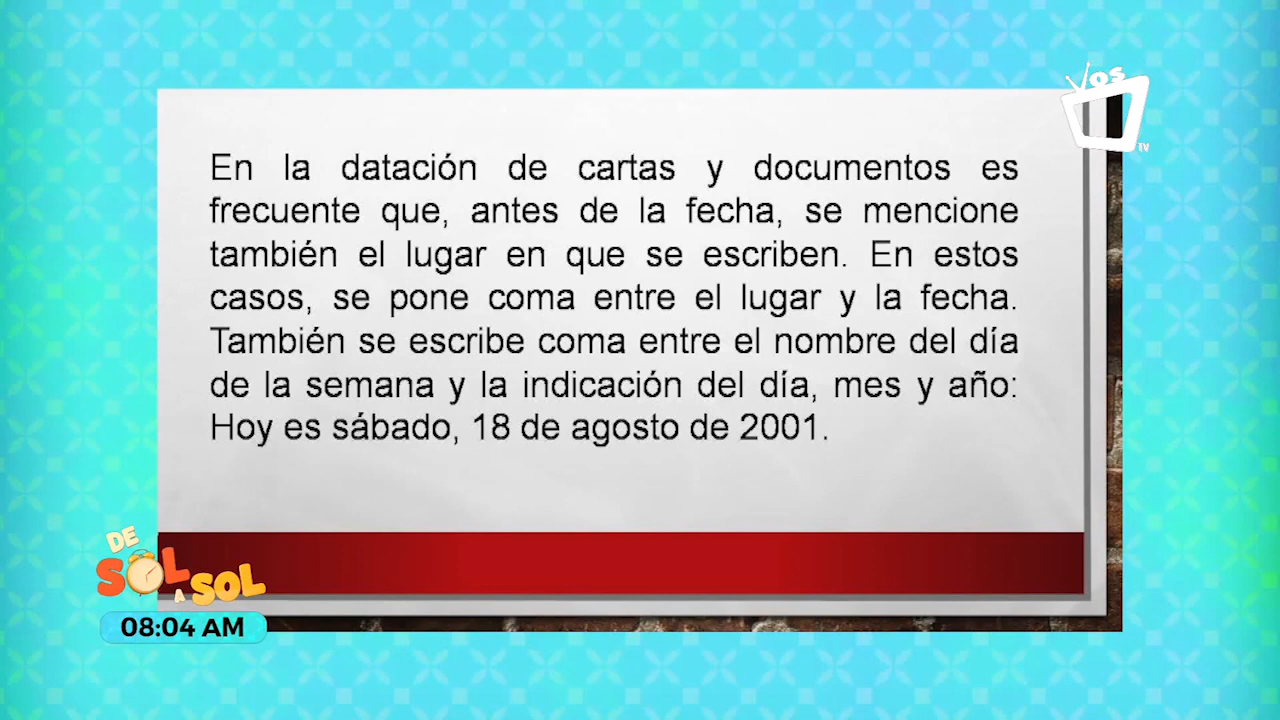 VOS
TV
En la datación de cartas y documentos es
frecuente que, antes de la fecha, se mencione
también el lugar en que se escriben. En estos
casos, se pone coma entre el lugar y la fecha.
También se escribe coma entre el nombre del día
de la semana y la indicación del día, mes y año:
Hoy es sábado, 18 de agosto de 2001.
DE
SOL
A SOL
08:04 AM